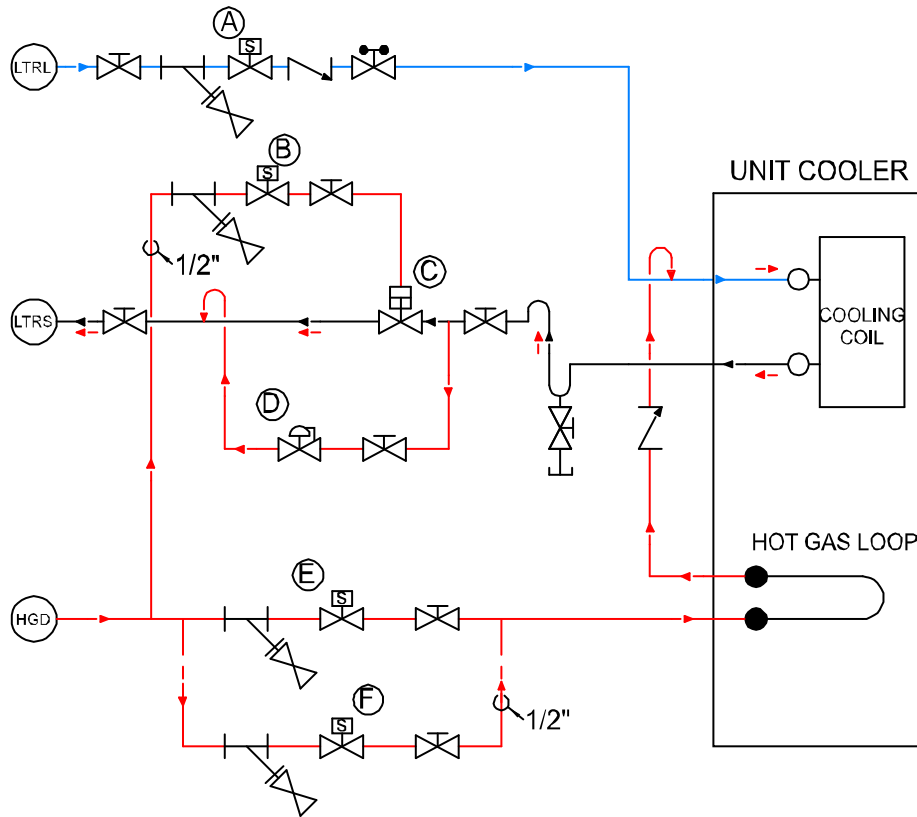 A
S
LTRL
B
S
UNIT COOLER
1/2"
C
LTRS
COOLING
COIL
D
HOT GAS LOOP
E
S
HGD
F
S
1/2"